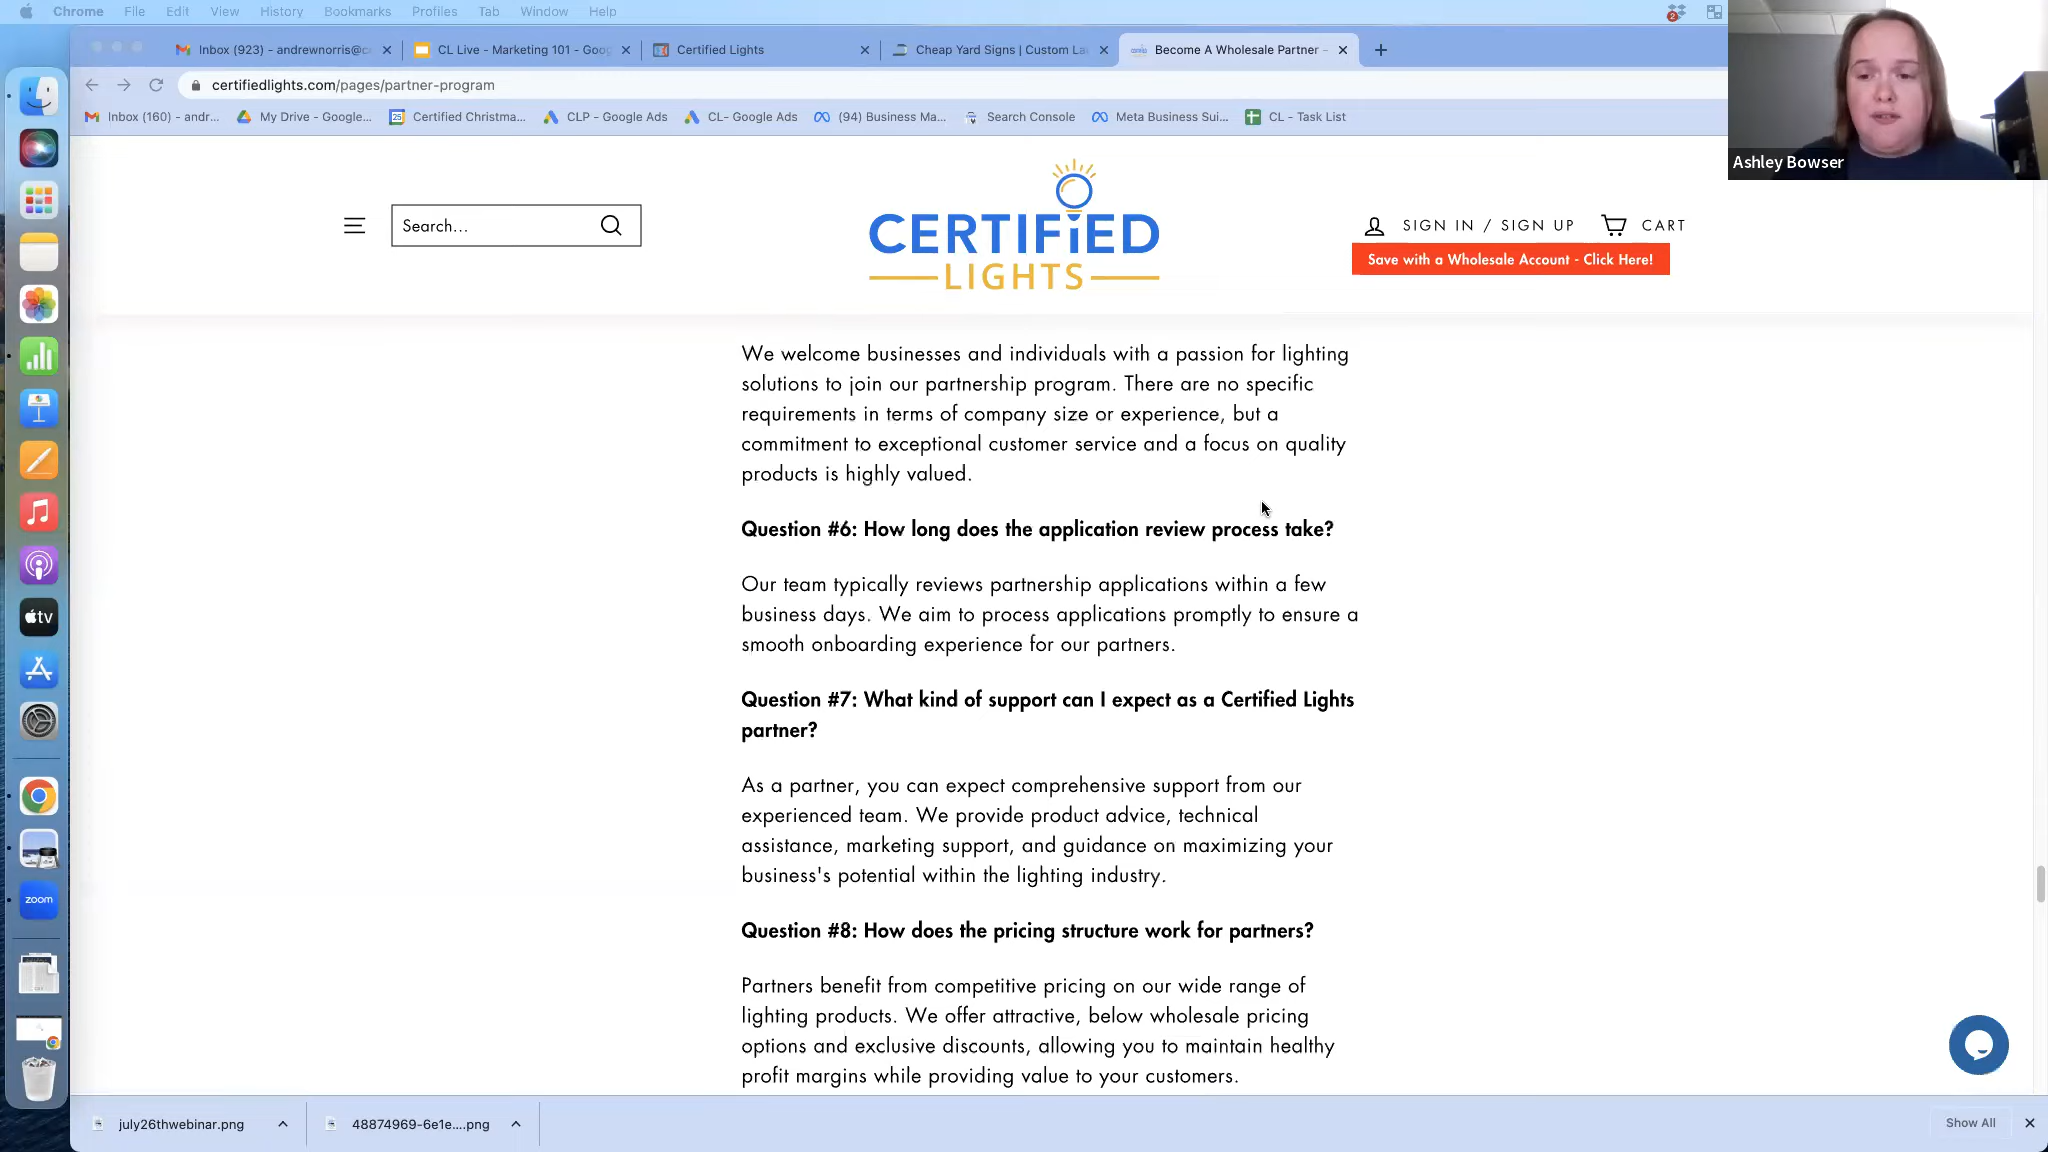 Chrome File Edit View History Bookmarks Profiles Tab Window Help
2
Inbox (923) - andrewnorris@c
CL Live - Marketing 101 - Goog
Certified Lights
Cheap Yard Signs | Custom La
Become A Wholesale Partner -
certifiedlights.com/pages/partner-program
Inbox (160) - andr...
My Drive - Google...
25
Certified Christma...
CLP - Google Ads
CL- Google Ads
(94) Business Ma...
Search Console
Meta Business Sui...
CL - Task List
Ashley Bowser
Search...
CERTIFIED
LIGHTS
SIGN IN / SIGN UP
CART
Save with a Wholesale Account - Click Here!
We welcome businesses and individuals with a passion for lighting
solutions to join our partnership program. There are no specific
requirements in terms of company size or experience, but a
commitment to exceptional customer service and a focus on quality
products is highly valued.
Question #6: How long does the application review process take?
Our team typically reviews partnership applications within a few
business days. We aim to process applications promptly to ensure a
smooth onboarding experience for our partners.
Question #7: What kind of support can I expect as a Certified Lights
partner?
As a partner, you can expect comprehensive support from our
experienced team. We provide product advice, technical
assistance, marketing support, and guidance on maximizing your
business's potential within the lighting industry.
Question #8: How does the pricing structure work for partners?
Partners benefit from competitive pricing on our wide range of
lighting products. We offer attractive, below wholesale pricing
options and exclusive discounts, allowing you to maintain healthy
profit margins while providing value to your customers.
tv
zoom
july26thwebinar.png
48874969-6e1e....png
Show All